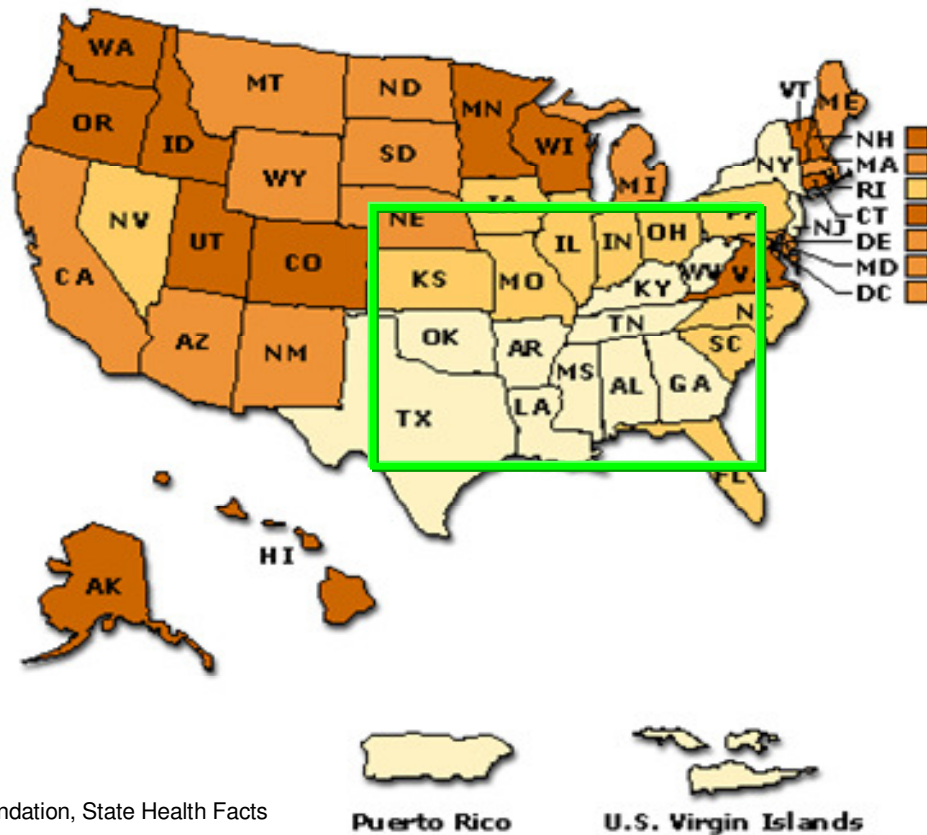 WA
MT
ND
MN
VT
ME
OR
ID
SD
WI
NY
NH
MA
WY
MI
RI
NV
NE
CT
UT
CO
IL
IN
OH
NJ
DE
CA
KS
MO
KY
WV
VA
MD
DC
AZ
NM
OK
AR
TN
NC
SC
TX
LA
MS
AL
GA
FL
HI
AK
ndation, State Health Facts
Puerto Rico
U.S. Virgin Islands